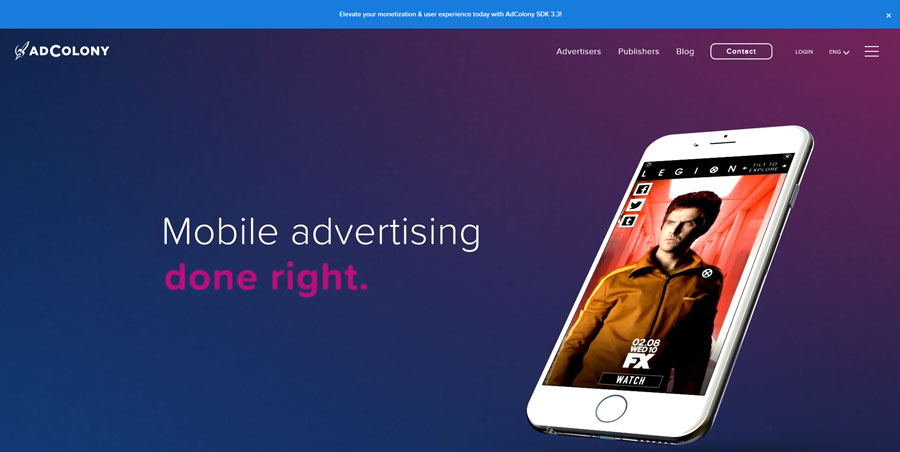 Elevate your monetization & user experience today with AdColony SDK 3.3!
×
ADCOLONY
Advertisers
Publishers
Blog
Contact
LOGIN
ENG
Mobile advertising
done right.
LEGION
TILT TO
EXPLORE
02.08
WED 10
FX
WATCH